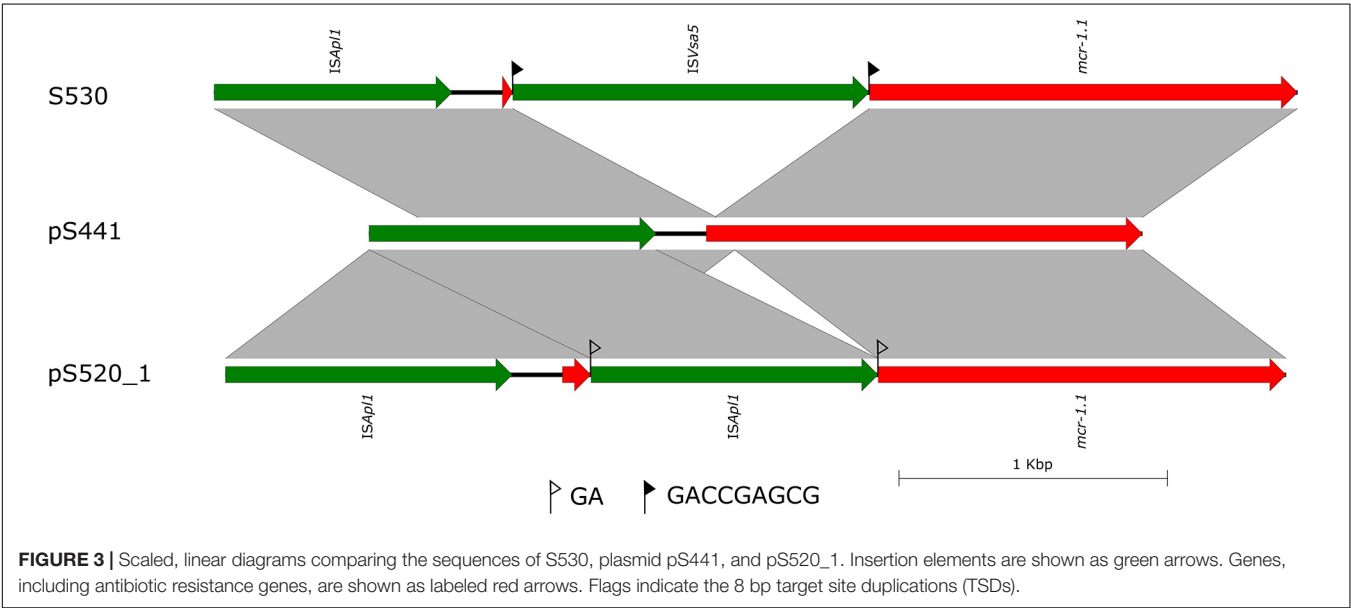 ISApl1
ISVsa5
mcr-1.1
S530
pS441
pS520_1
ISApl1
ISApl1
mcr-1.1
1 Kbp
GA
GACCGAGCG
FIGURE 3 | Scaled, linear diagrams comparing the sequences of S530, plasmid pS441, and pS520_1. Insertion elements are shown as green arrows. Genes,
including antibiotic resistance genes, are shown as labeled red arrows. Flags indicate the 8 bp target site duplications (TSDs).